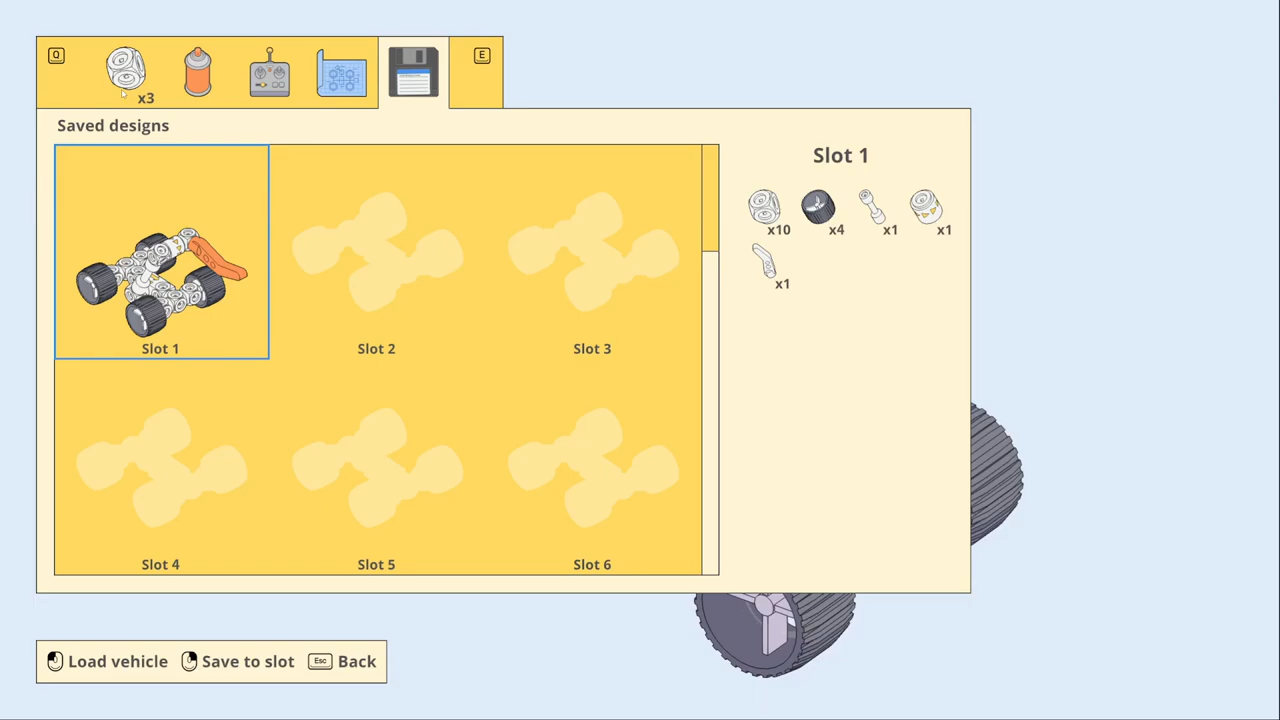 Q
E
x3
Saved designs
Slot 1
x10
x4
x1
x1
x1
Slot 1
Slot 2
Slot 3
Slot 4
Slot 5
Slot 6
Load vehicle
Save to slot
Esc
Back